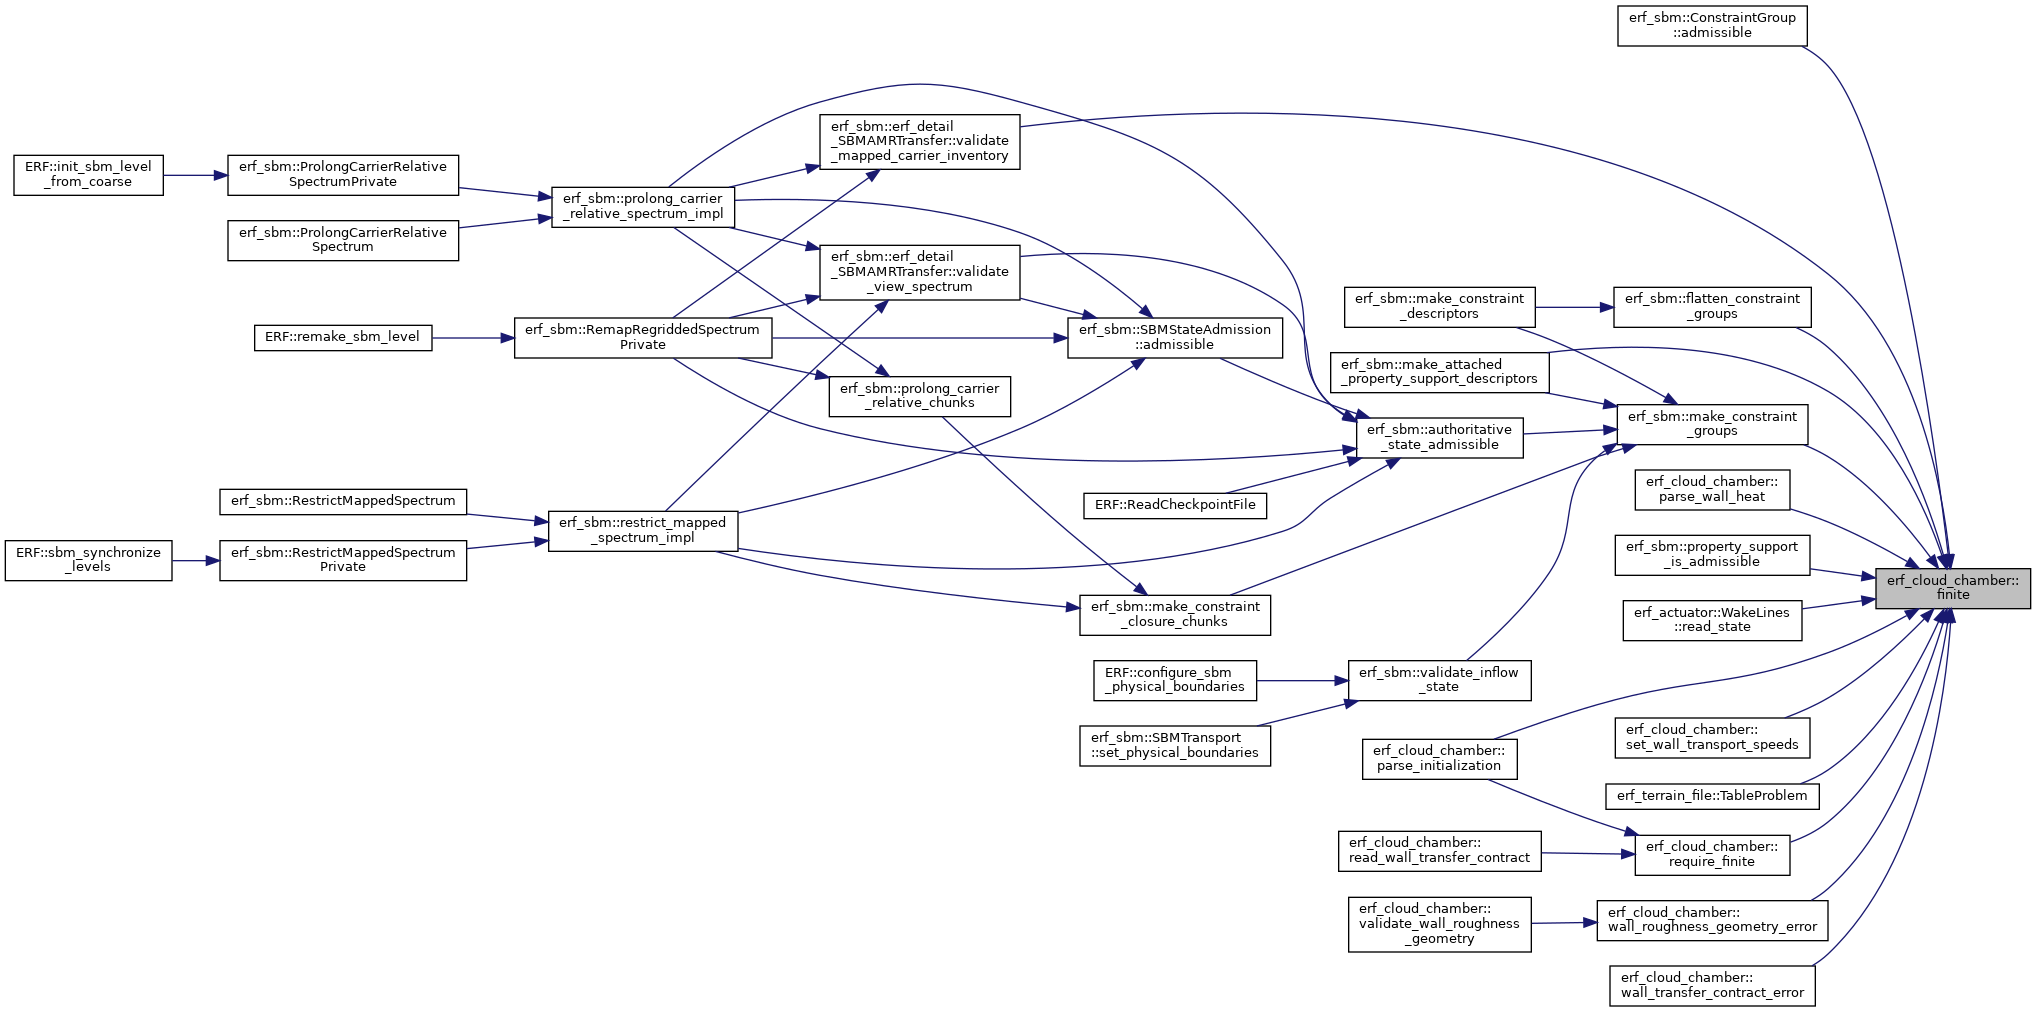 erf_sbm::ConstraintGroup
::admissible
erf_sbm::erf_detail
_SBMAMRTransfer::validate
_mapped_carrier_inventory
ERF::init_sbm_level
_from_coarse
erf_sbm::ProlongCarrierRelative
SpectrumPrivate
erf_sbm::prolong_carrier
_relative_spectrum_impl
erf_sbm::ProlongCarrierRelative
Spectrum
erf_sbm::erf_detail
_SBMAMRTransfer::validate
_view_spectrum
erf_sbm::make_constraint
_descriptors
erf_sbm::flatten_constraint
_groups
ERF::remake_sbm_level
erf_sbm::RemapRegriddedSpectrum
Private
erf_sbm::SBMStateAdmission
::admissible
erf_sbm::make_attached
_property_support_descriptors
erf_sbm::prolong_carrier
_relative_chunks
erf_sbm::make_constraint
_groups
erf_sbm::authoritative
_state_admissible
erf_cloud_chamber::
parse_wall_heat
erf_sbm::RestrictMappedSpectrum
ERF::ReadCheckpointFile
erf_sbm::restrict_mapped
_spectrum_impl
erf_sbm::property_support
_is_admissible
ERF::sbm_synchronize
_levels
erf_sbm::RestrictMappedSpectrum
Private
erf_cloud_chamber::
finite
erf_sbm::make_constraint
_closure_chunks
erf_actuator::WakeLines
::read_state
ERF::configure_sbm
_physical_boundaries
erf_sbm::validate_inflow
_state
erf_sbm::SBMTransport
::set_physical_boundaries
erf_cloud_chamber::
set_wall_transport_speeds
erf_cloud_chamber::
parse_initialization
erf_terrain_file::TableProblem
erf_cloud_chamber::
read_wall_transfer_contract
erf_cloud_chamber::
require_finite
erf_cloud_chamber::
validate_wall_roughness
_geometry
erf_cloud_chamber::
wall_roughness_geometry_error
erf_cloud_chamber::
wall_transfer_contract_error